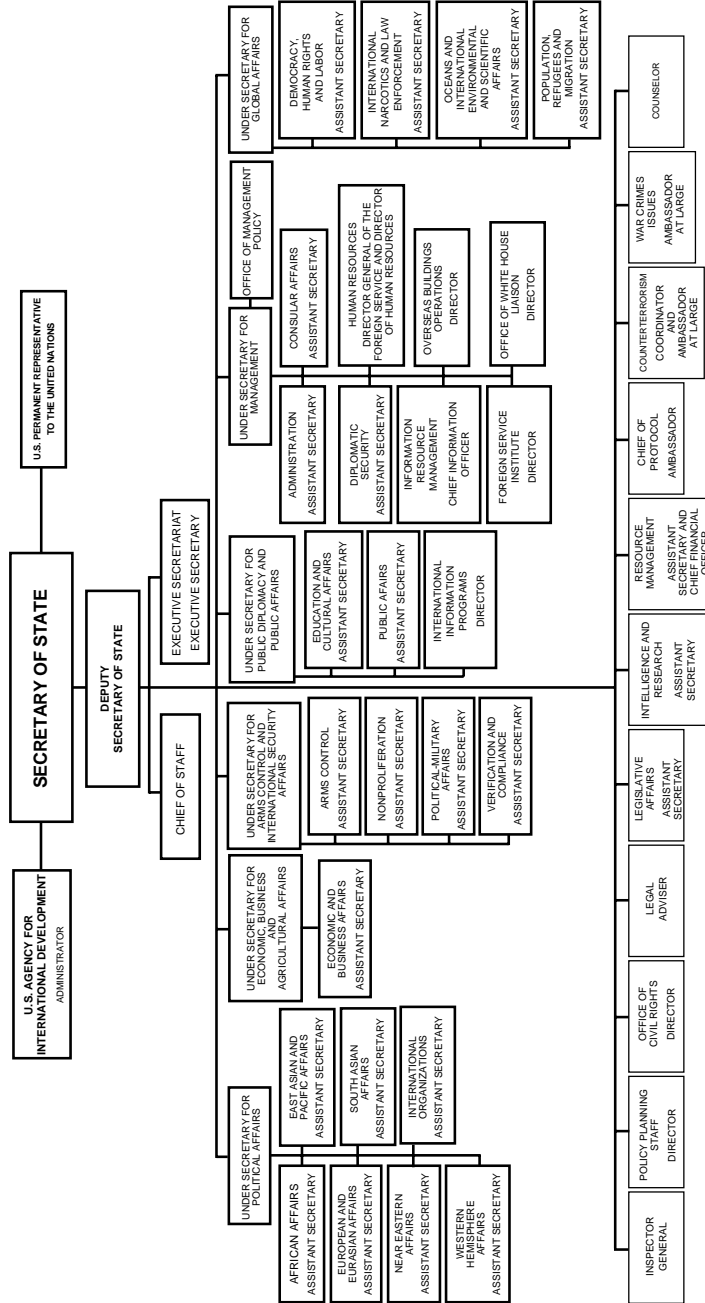 SECRETARY OF STATE
U.S. AGENCY FOR
INTERNATIONAL DEVELOPMENT
ADMINISTRATOR
U.S. PERMANENT REPRESENTATIVE
TO THE UNITED NATIONS
DEPUTY
SECRETARY OF STATE
CHIEF OF STAFF
EXECUTIVE SECRETARIAT
EXECUTIVE SECRETARY
UNDER SECRETARY FOR
POLITICAL AFFAIRS
AFRICAN AFFAIRS
ASSISTANT SECRETARY
EAST ASIAN AND
PACIFIC AFFAIRS
ASSISTANT SECRETARY
EUROPEAN AND
EURASIAN AFFAIRS
ASSISTANT SECRETARY
SOUTH ASIAN
AFFAIRS
ASSISTANT SECRETARY
NEAR EASTERN
AFFAIRS
ASSISTANT SECRETARY
INTERNATIONAL
ORGANIZATIONS
ASSISTANT SECRETARY
WESTERN
HEMISPHERE
AFFAIRS
ASSISTANT SECRETARY
UNDER SECRETARY FOR
ECONOMIC, BUSINESS
AND
AGRICULTURAL AFFAIRS
ECONOMIC AND
BUSINESS AFFAIRS
ASSISTANT SECRETARY
UNDER SECRETARY FOR
ARMS CONTROL AND
INTERNATIONAL SECURITY
AFFAIRS
ARMS CONTROL
ASSISTANT SECRETARY
NONPROLIFERATION
ASSISTANT SECRETARY
POLITICAL-MILITARY
AFFAIRS
ASSISTANT SECRETARY
VERIFICATION AND
COMPLIANCE
ASSISTANT SECRETARY
UNDER SECRETARY FOR
PUBLIC DIPLOMACY AND
PUBLIC AFFAIRS
EDUCATION AND
CULTURAL AFFAIRS
ASSISTANT SECRETARY
PUBLIC AFAIRS
ASSISTANT SECRETARY
INTERNATIONAL
INFORMATION
PROGRAMS
DIRECTOR
UNDER SECRETARY FOR
MANAGEMENT
OFFICE OF MANAGEMENT
POLICY
ADMINISTRATION
ASSISTANT SECRETARY
CONSULAR AFFAIRS
ASSISTANT SECRETARY
DIPLOMATIC
SECURITY
ASSISTANT SECRETARY
HUMAN RESOURCES
DIRECTOR GENERAL OF THE
FOREIGN SERVICE AND DIRECTOR
OF HUMAN RESOURCES
INFORMATION
RESOURCE
MANAGEMENT
CHIEF INFORMATION
OFFICER
OVERSEAS BUILDINGS
OPERATIONS
DIRECTOR
FOREIGN SERVICE
INSTITUTE
DIRECTOR
OFFICE OF WHITE HOUSE
LIAISON
DIRECTOR
UNDER SECRETARY FOR
GLOBAL AFFAIRS
DEMOCRACY,
HUMAN RIGHTS
AND LABOR
ASSISTANT SECRETARY
INTERNATIONAL
NARCOTICS AND LAW
ENFORCEMENT
ASSISTANT SECRETARY
OCEANS AND
INTERNATIONAL
ENVIRONMENTAL
AND SCIENTIFIC
AFFAIRS
ASSISTANT SECRETARY
POPULATION,
REFUGEES AND
MIGRATION
ASSISTANT SECRETARY
INSPECTOR
GENERAL
POLICY PLANNING
STAFF
DIRECTOR
OFFICE OF
CIVIL RIGHTS
DIRECTOR
LEGAL
ADVISER
LEGISLATIVE
AFFAIRS
ASSISTANT
SECRETARY
INTELLIGENCE AND
RESEARCH
ASSISTANT
SECRETARY
RESOURCE
MANAGEMENT
ASSISTANT
SECRETARY AND
CHIEF FINANCIAL
OFFICER
CHIEF OF
PROTOCOL
AMBASSADOR
COUNTERTERRORISM
COORDINATOR
AND
AMBASSADOR
AT LARGE
WAR CRIMES
ISSUES
AMBASSADOR
AT LARGE
COUNSELOR